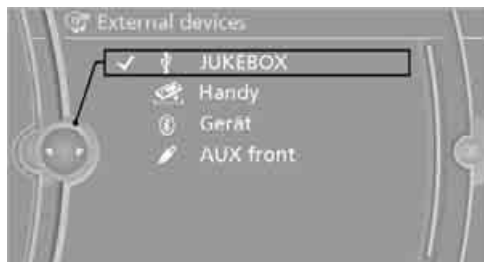 External devices
JUKEBOX
Handy
Gerät
AUX front